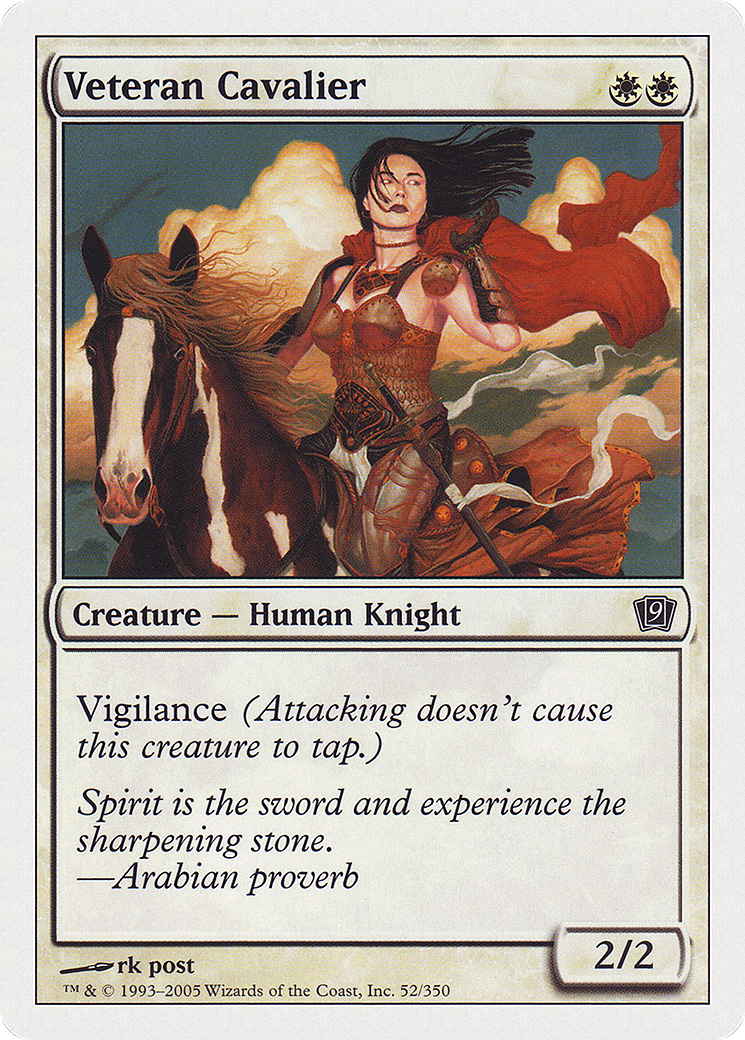 Veteran Cavalier
Creature — Human Knight
9
Vigilance (Attacking doesn't cause
this creature to tap.)
Spirit is the sword and experience the
sharpening stone.
—Arabian proverb
2/2
rk post
™ & © 1993–2005 Wizards of the Coast, Inc. 52/350